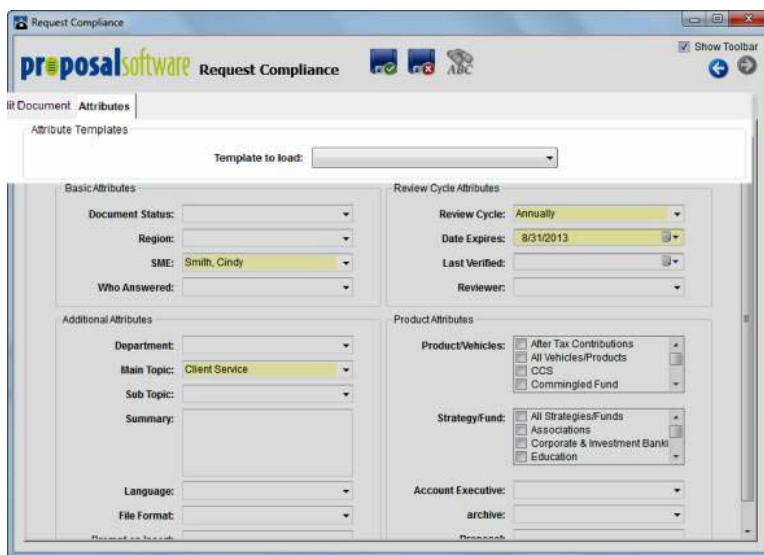 Request Compliance
proposalsoftware Request Compliance
ABC
Show Toolbar
lit Document Attributes
Attribute Templates
Template to load:
Basic Attributes
Document Status:
Region:
SME: Smith, Cindy
Who Answered:
Review Cycle Attributes
Review Cycle: Annually
Date Expires: 8/31/2013
Last Verified:
Reviewer:
Additional Attributes
Department:
Main Topic: Client Service
Sub Topic:
Summary:
Language:
File Format:
Product Attributes
Product/Vehicles: After Tax Contributions
All Vehicles/Products
CCS
Commingled Fund
Strategy/Fund: All Strategies/Funds
Associations
Corporate & Investment Banki
Education
Account Executive:
archive: